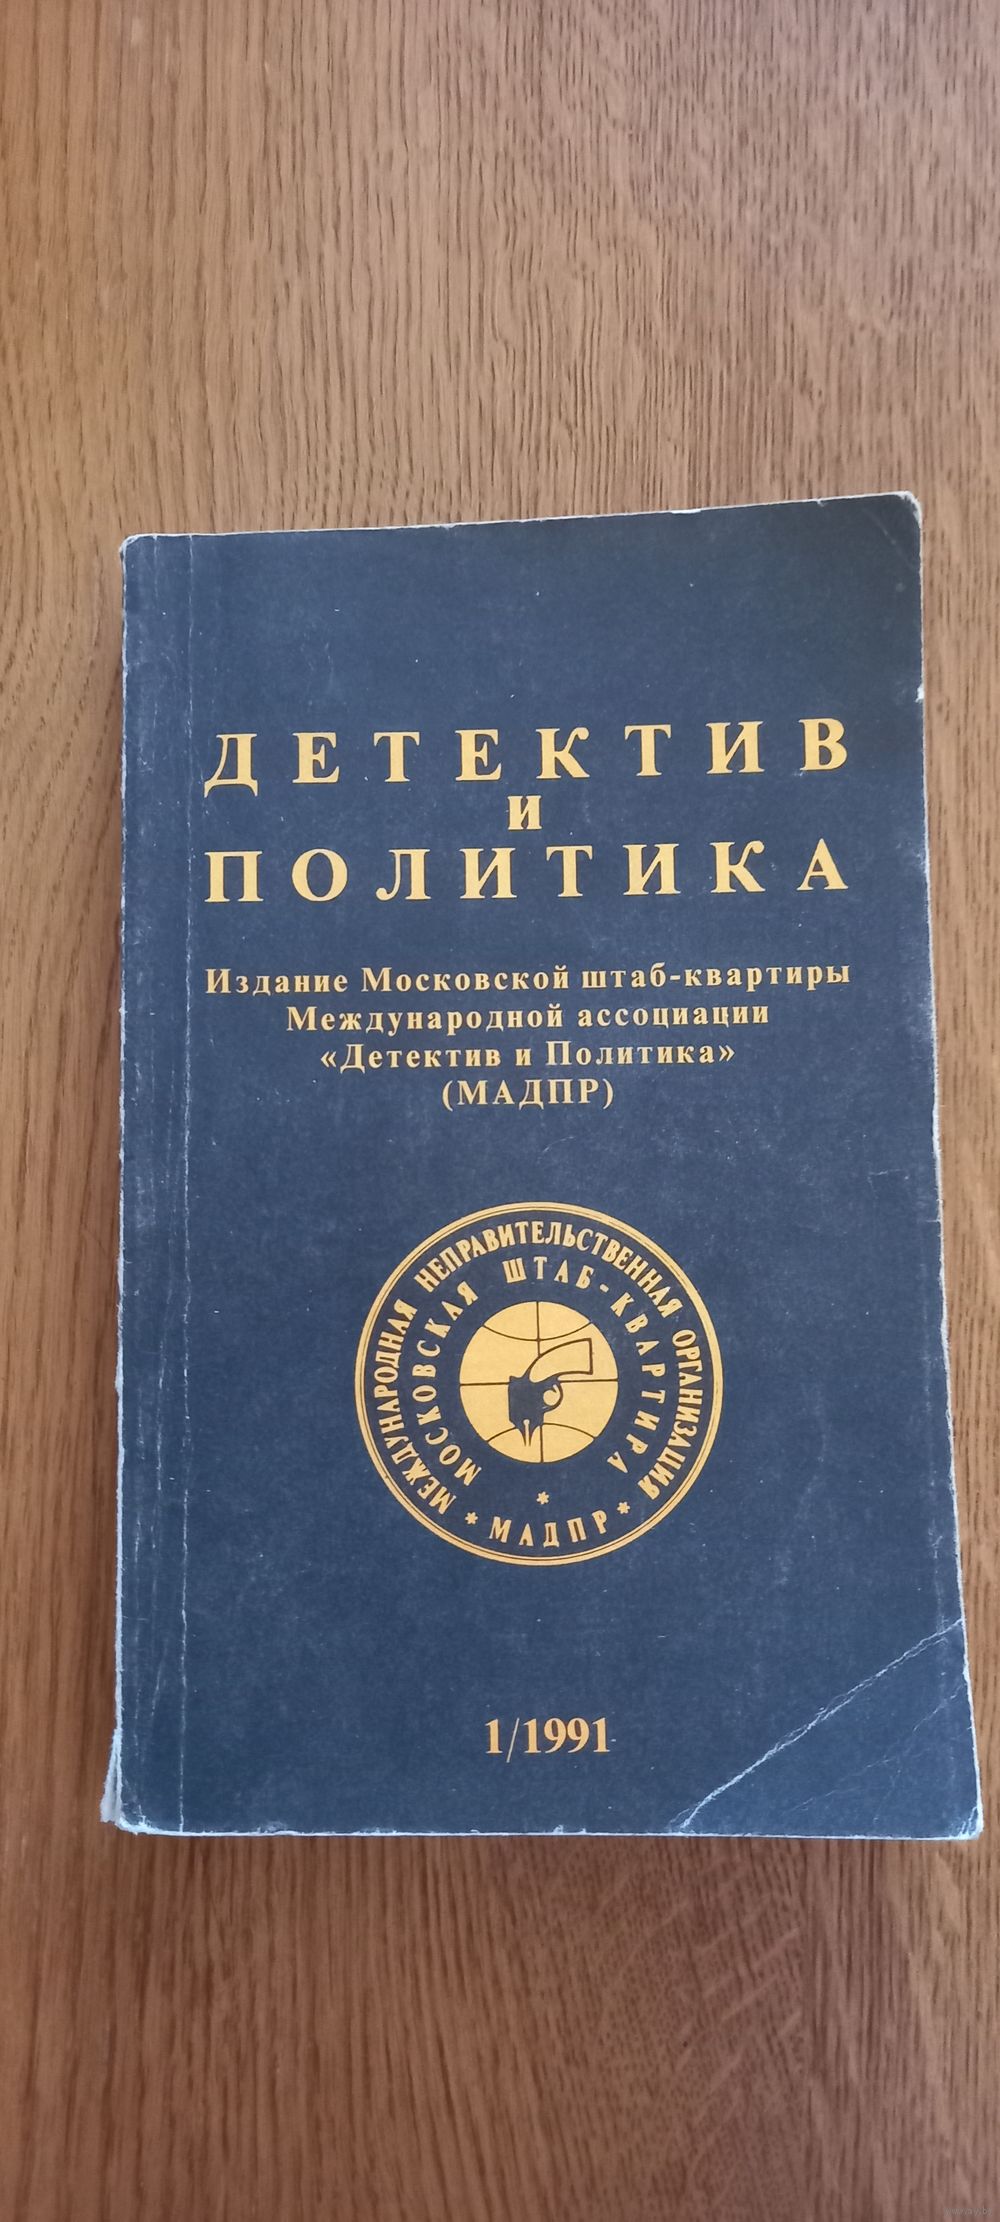 ДЕТЕКТИВ
И
ПОЛИТИКА
Издание Московской штаб-квартиры
Международной ассоциации
«Детектив и Политика»
(МАДПР)
МЕЖДУНАРОДНАЯ НЕПРАВИТЕЛЬСТВЕННАЯ ОРГАНИЗАЦИЯ
МОСКОВСКАЯ ШТАБ-КВАРТИРА
* МАДПР *
1/1991